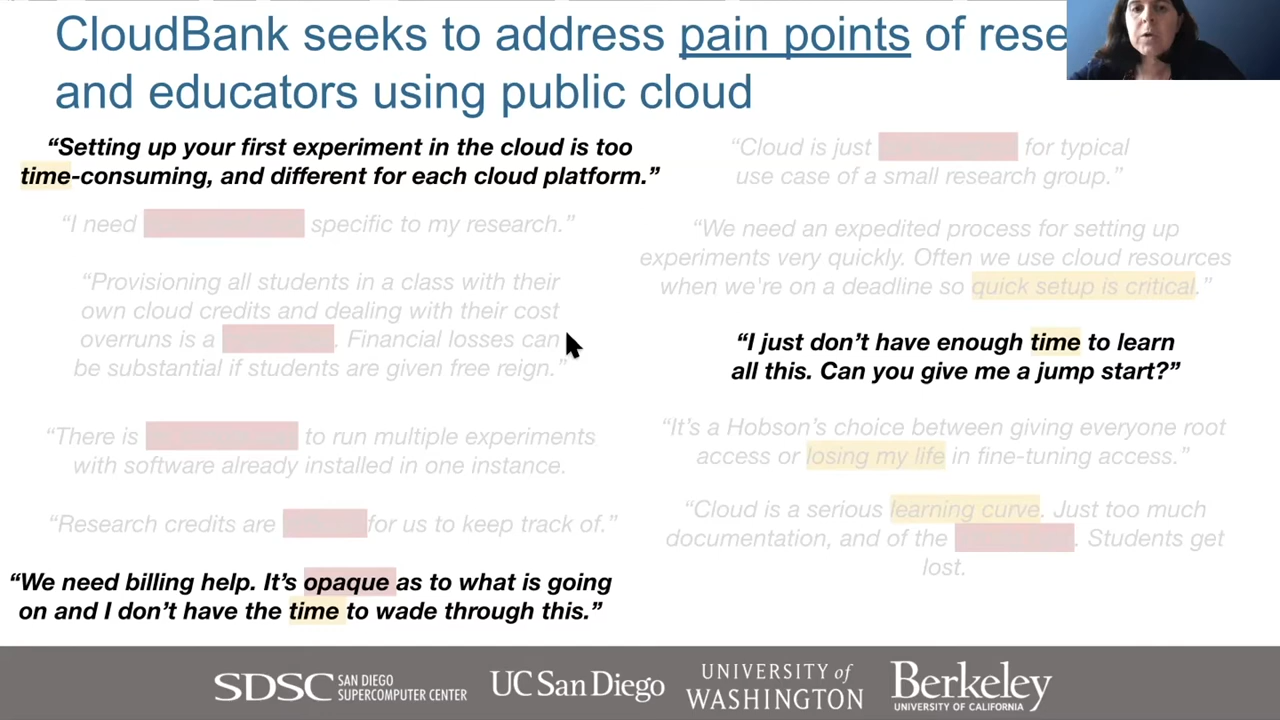 CloudBank seeks to address pain points of rese
and educators using public cloud
“Setting up your first experiment in the cloud is too
time-consuming, and different for each cloud platform.”
“I need specific to my research.”
“Provisioning all students in a class with their
own cloud credits and dealing with their cost
overruns is a . Financial losses can
be substantial if students are given free reign.”
“There is to run multiple experiments
with software already installed in one instance.
“Research credits are for us to keep track of.”
“We need billing help. It’s opaque as to what is going
on and I don’t have the time to wade through this.”
“Cloud is just for typical
use case of a small research group.”
“We need an expedited process for setting up
experiments very quickly. Often we use cloud resources
when we're on a deadline so quick setup is critical.”
“I just don’t have enough time to learn
all this. Can you give me a jump start?”
“It’s a Hobson’s choice between giving everyone root
access or losing my life in fine-tuning access.”
“Cloud is a serious learning curve. Just too much
documentation, and of the . Students get
lost.
SDSC SAN DIEGO
SUPERCOMPUTER CENTER
UC San Diego
UNIVERSITY of
WASHINGTON
Berkeley
UNIVERSITY OF CALIFORNIA